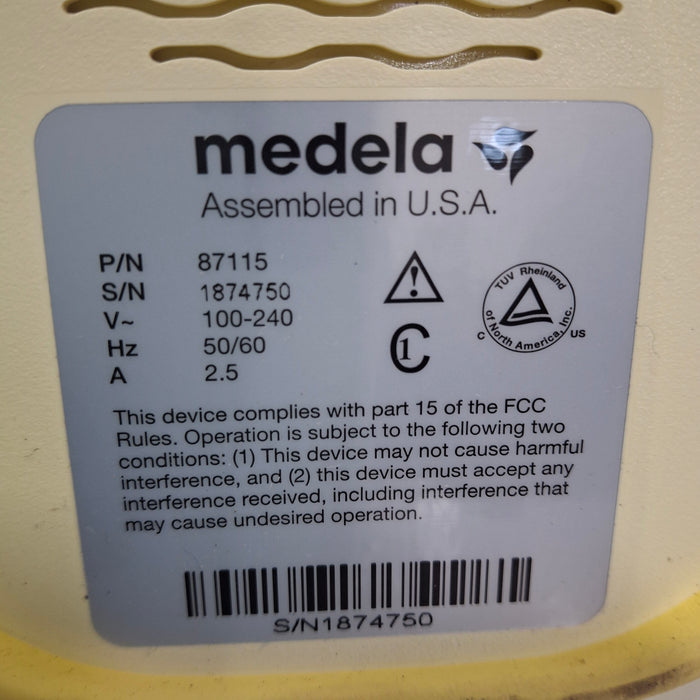 medela
Assembled in U.S.A.
P/N 87115
S/N 1874750
V~ 100-240
Hz 50/60
A 2.5
1
TÜV Rheinland
of North America, Inc.
C US
This device complies with part 15 of the FCC
Rules. Operation is subject to the following two
conditions: (1) This device may not cause harmful
interference, and (2) this device must accept any
interference received, including interference that
may cause undesired operation.
S/N1874750